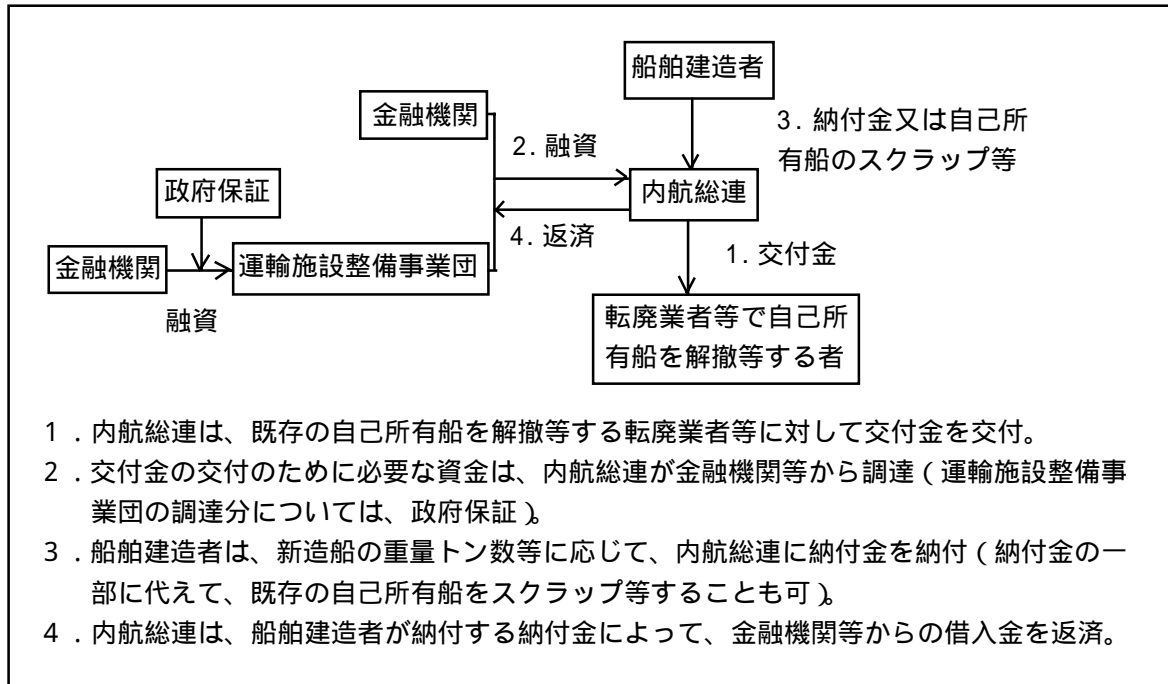 船舶建造者
金融機関
3．納付金又は自己所
有船のスクラップ等
2．融資
政府保証
内航総連
4．返済
1．交付金
金融機関
運輸施設整備事業団
融資
転廃業者等で自己所
有船を解撤等する者
1．内航総連は、既存の自己所有船を解撤等する転廃業者等に対して交付金を交付。
2．交付金の交付のために必要な資金は、内航総連が金融機関等から調達（運輸施設整備事
業団の調達分については、政府保証）。
3．船舶建造者は、新造船の重量トン数等に応じて、内航総連に納付金を納付（納付金の一
部に代えて、既存の自己所有船をスクラップ等することも可）。
4．内航総連は、船舶建造者が納付する納付金によって、金融機関等からの借入金を返済。